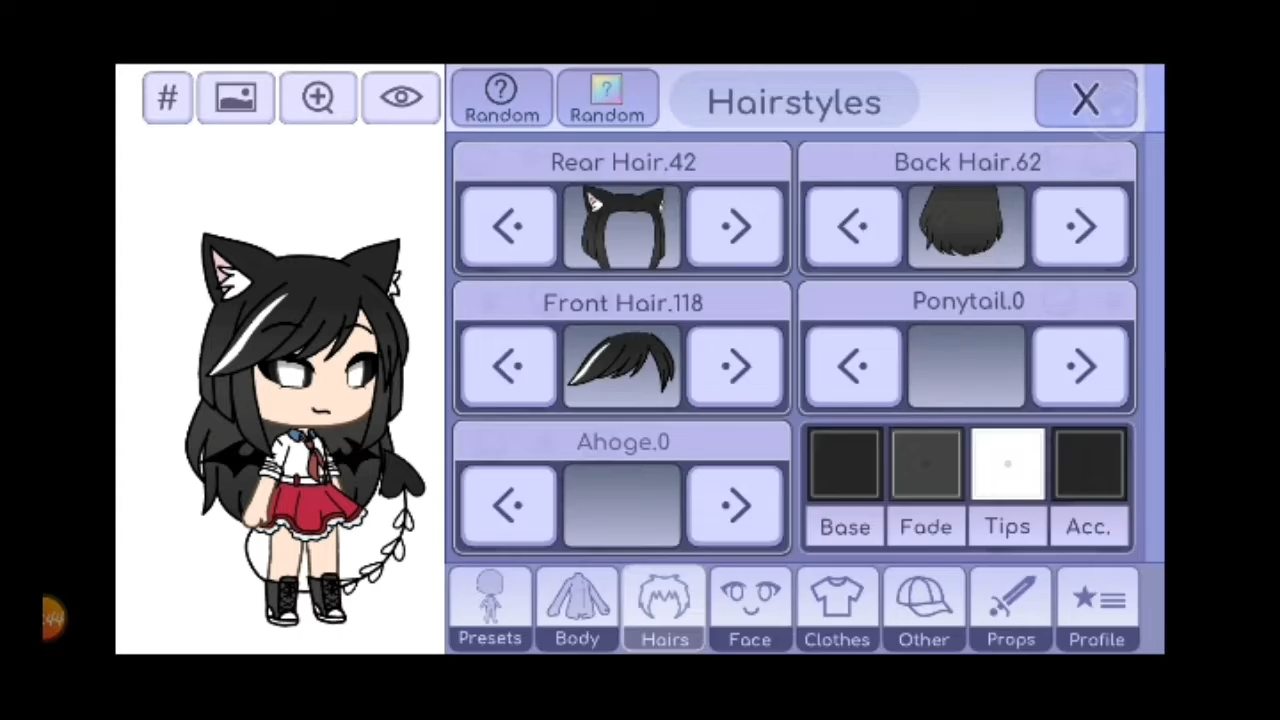 #
? Random
? Random
Hairstyles
X
Rear Hair.42
Back Hair.62
Front Hair.118
Ponytail.0
Ahoge.0
Base
Fade
Tips
Acc.
Presets
Body
Hairs
Face
Clothes
Other
Props
Profile
:44